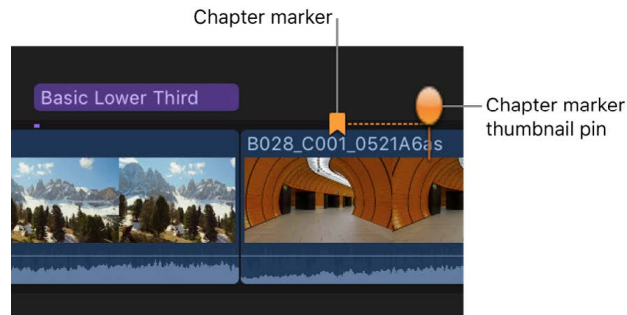 Chapter marker
Basic Lower Third
Chapter marker
thumbnail pin
B028_C001_0521A6as